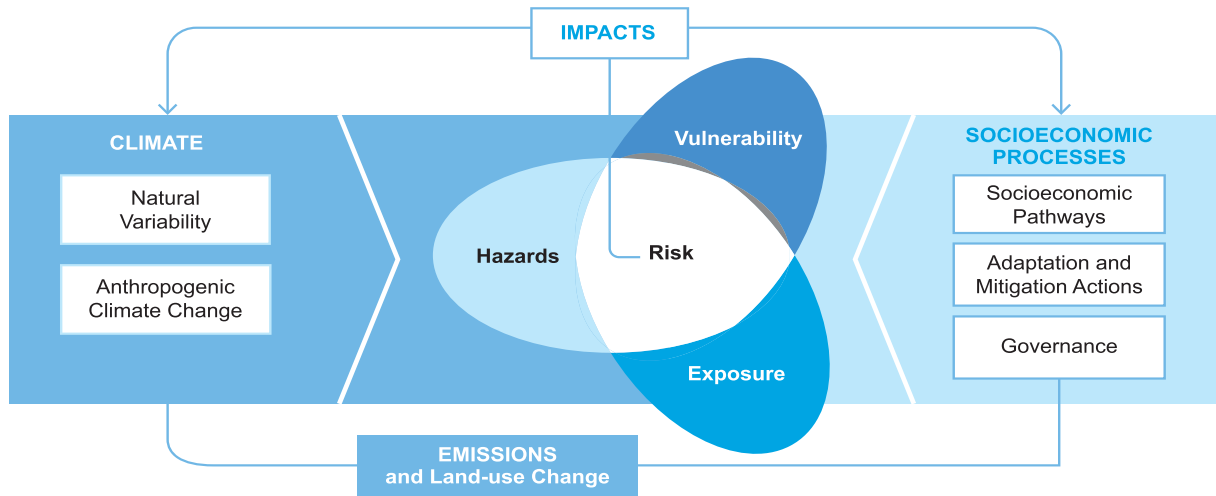 IMPACTS
CLIMATE
Natural
Variability
Anthropogenic
Climate Change
Vulnerability
Hazards
Risk
Exposure
SOCIOECONOMIC
PROCESSES
Socioeconomic
Pathways
Adaptation and
Mitigation Actions
Governance
EMISSIONS
and Land-use Change